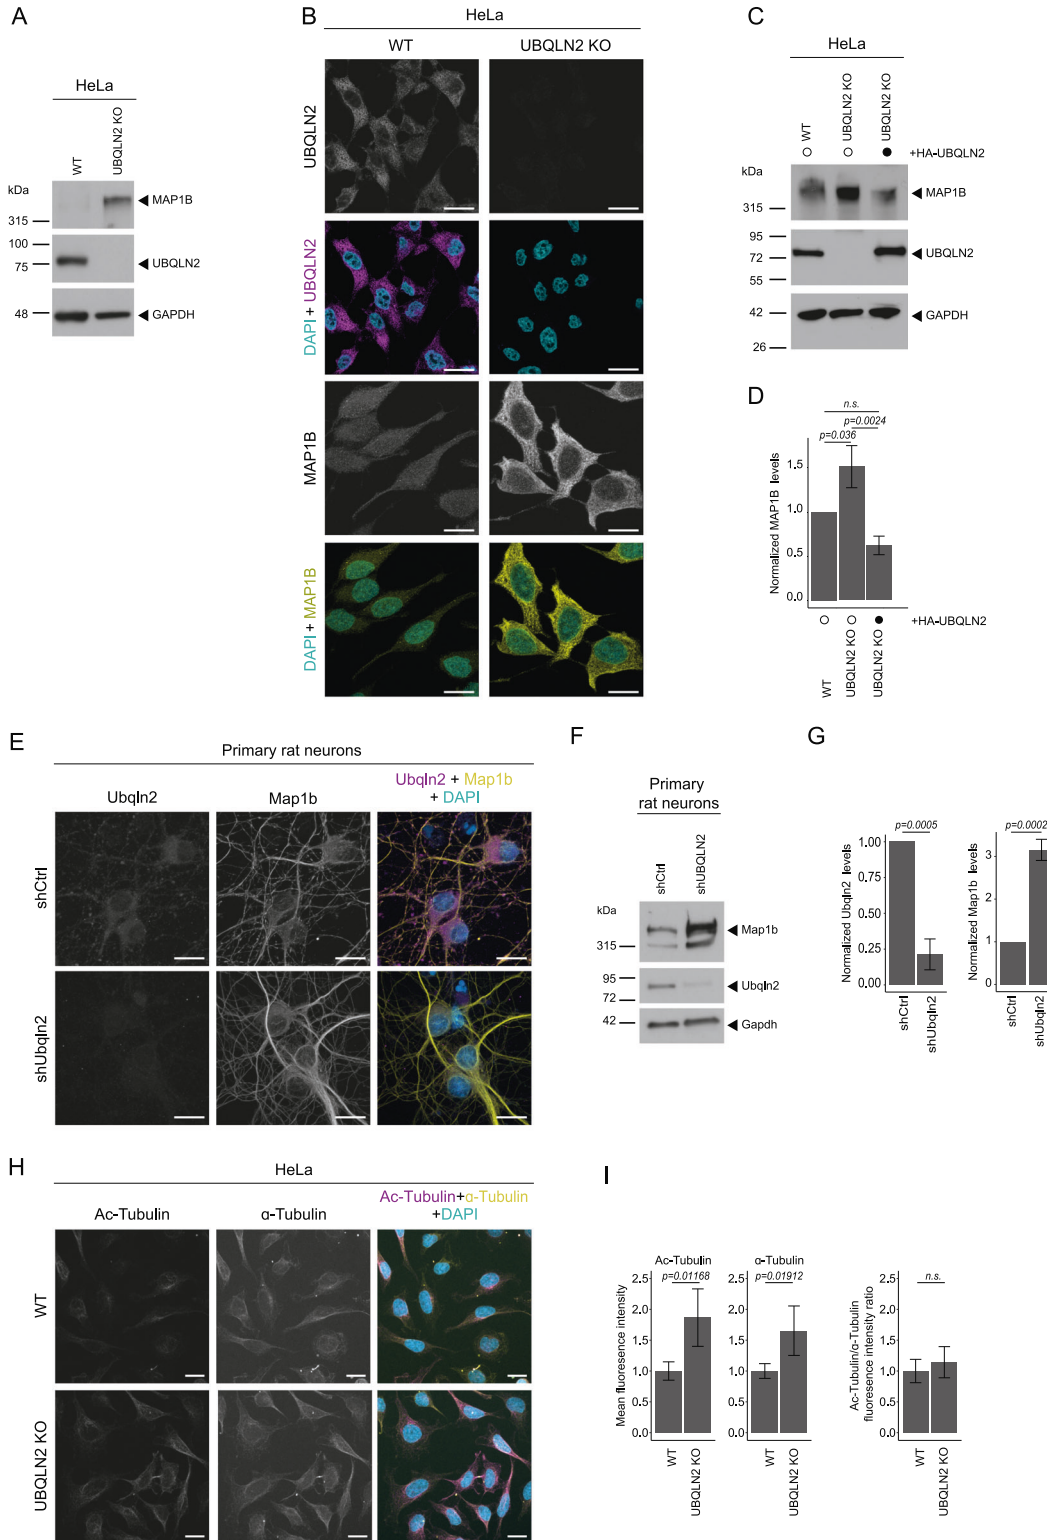 A
HeLa
WT
UBQLN2 KO
kDa
315
100
75
48
MAP1B
UBQLN2
GAPDH
B
HeLa
WT
UBQLN2 KO
UBQLN2
DAPI + UBQLN2
MAP1B
DAPI + MAP1B
C
HeLa
WT
UBQLN2 KO
UBQLN2 KO
+HA-UBQLN2
kDa
315
95
72
55
42
26
MAP1B
UBQLN2
GAPDH
D
n.s.
p=0.0024
p=0.036
Normalized MAP1B levels
1.5
1.0
0.5
0.0
+HA-UBQLN2
WT
UBQLN2 KO
UBQLN2 KO
E
Primary rat neurons
Ubqln2
Map1b
Ubqln2 + Map1b
+ DAPI
shCtrl
shUbqln2
F
Primary
rat neurons
shCtrl
shUBQLN2
kDa
315
95
72
42
Map1b
Ubqln2
Gapdh
G
p=0.0005
Normalized Ubqln2 levels
1.00
0.75
0.50
0.25
0.00
shCtrl
shUbqln2
p=0.0002
Normalized Map1b levels
3
2
1
0
shCtrl
shUbqln2
H
HeLa
Ac-Tubulin
α-Tubulin
Ac-Tubulin+α-Tubulin
+DAPI
WT
UBQLN2 KO
I
Ac-Tubulin
p=0.01168
Mean fluoresence intensity
2.5
2.0
1.5
1.0
0.5
0.0
WT
UBQLN2 KO
α-Tubulin
p=0.01912
2.5
2.0
1.5
1.0
0.5
0.0
WT
UBQLN2 KO
n.s.
Ac-Tubulin/α-Tubulin
fluoresence intensity ratio
2.5
2.0
1.5
1.0
0.5
0.0
WT
UBQLN2 KO